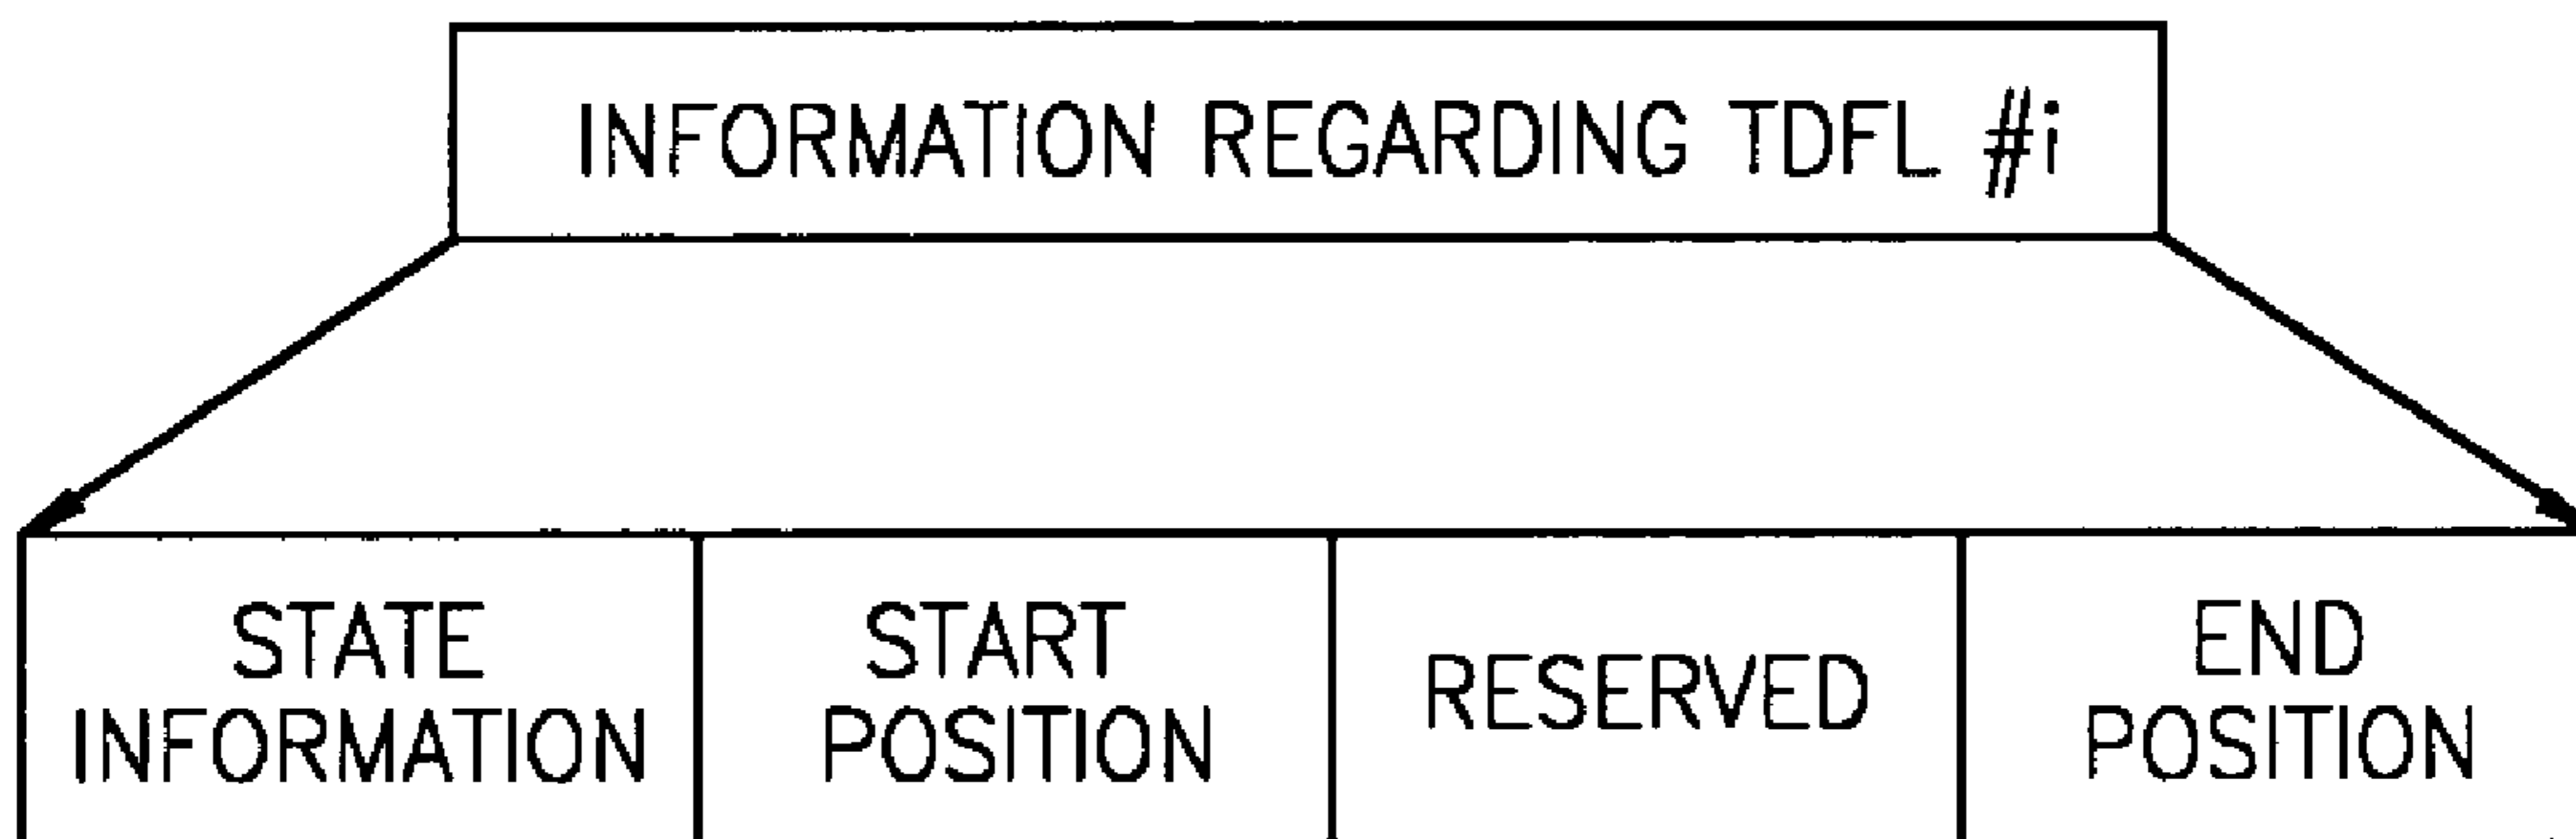 INFORMATION REGARDING TDFL #i
STATE
INFORMATION
START
POSITION
RESERVED
END
POSITION